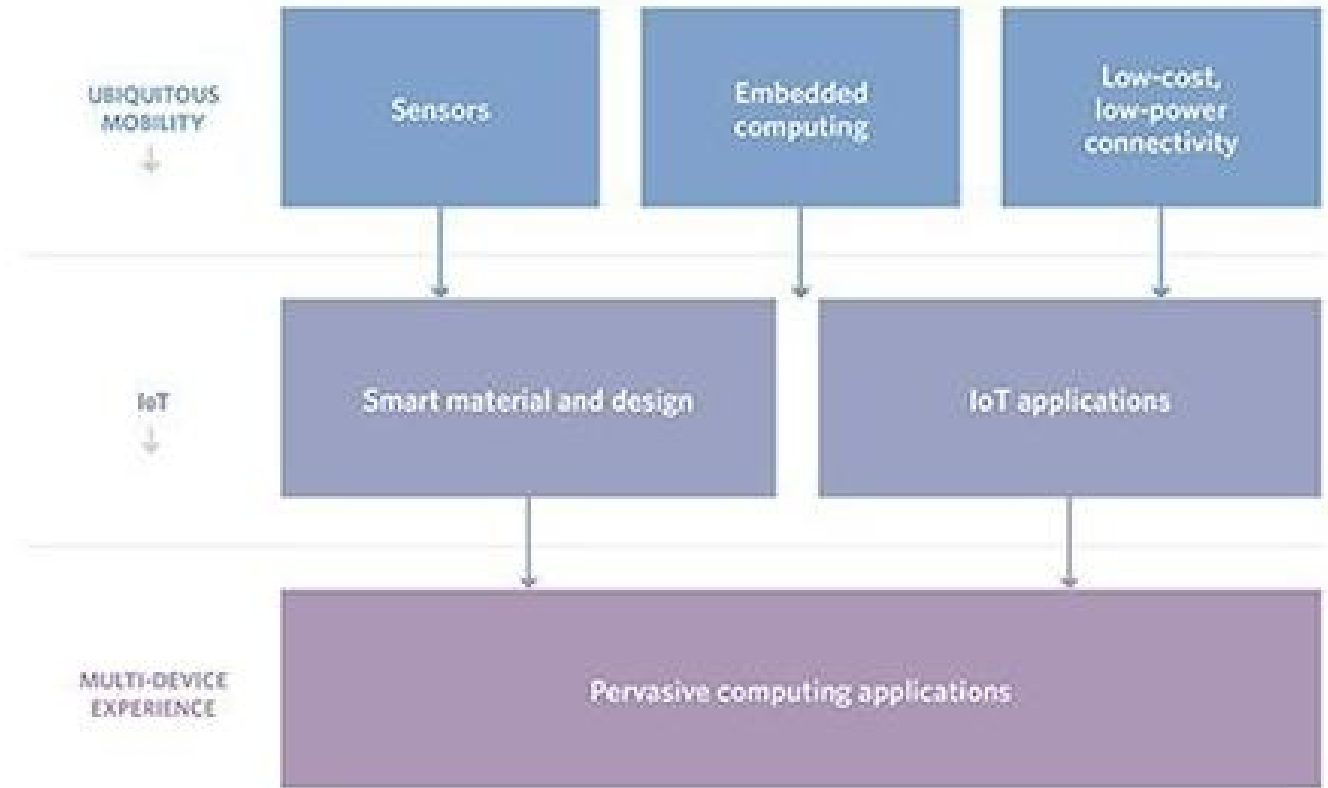 UBIQUITOUS
MOBILITY
Sensors
Embedded
computing
Low-cost,
low-power
connectivity
IoT
Smart material and design
IoT applications
MULTI-DEVICE
EXPERIENCE
Pervasive computing applications